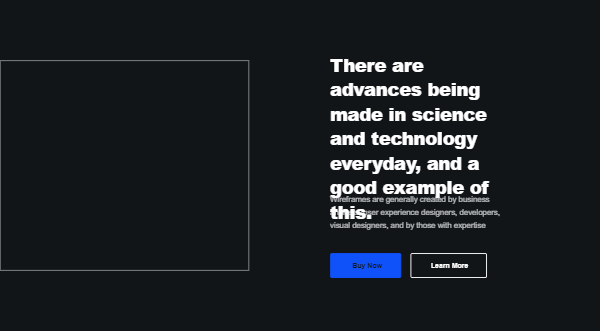 There are
advances being
made in science
and technology
everyday, and a
good example of
this.
Wireframes are generally created by business
user experience designers, developers,
visual designers, and by those with expertise
Buy Now
Learn More